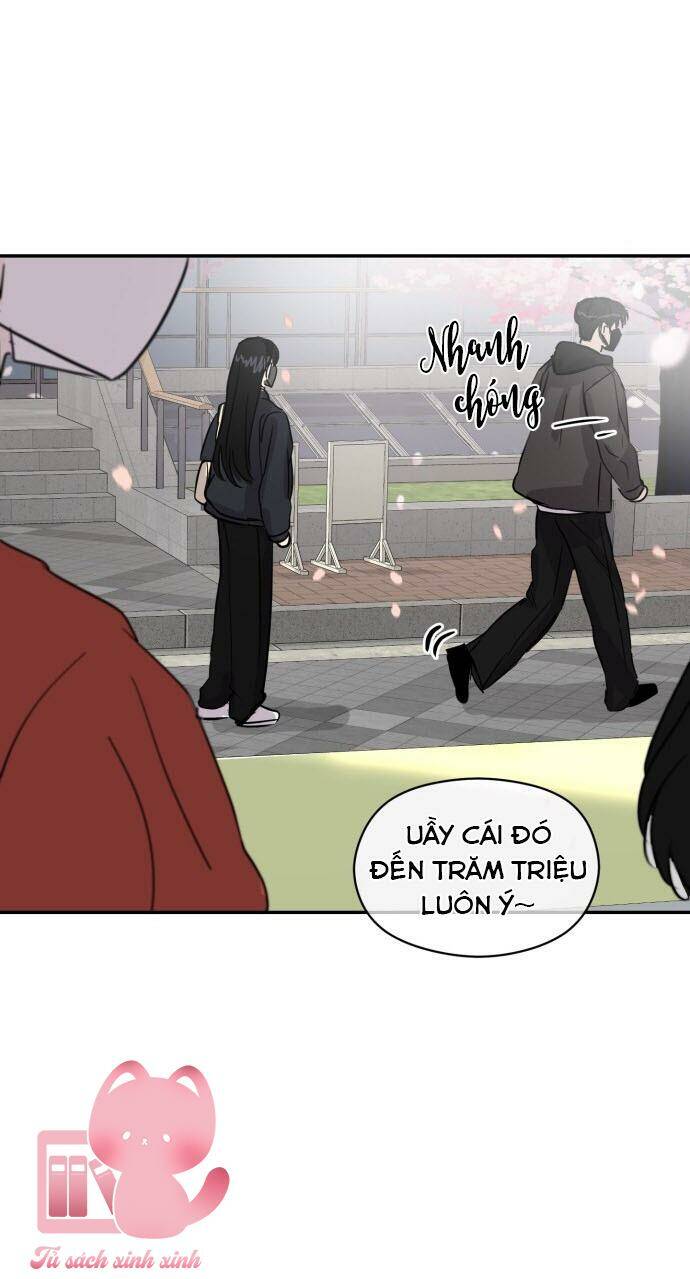 Nhanh
chóng
UẦY CÁI ĐÓ
ĐẾN TRĂM TRIỆU
LUÔN Ý~
Tủ sách xinh xinh